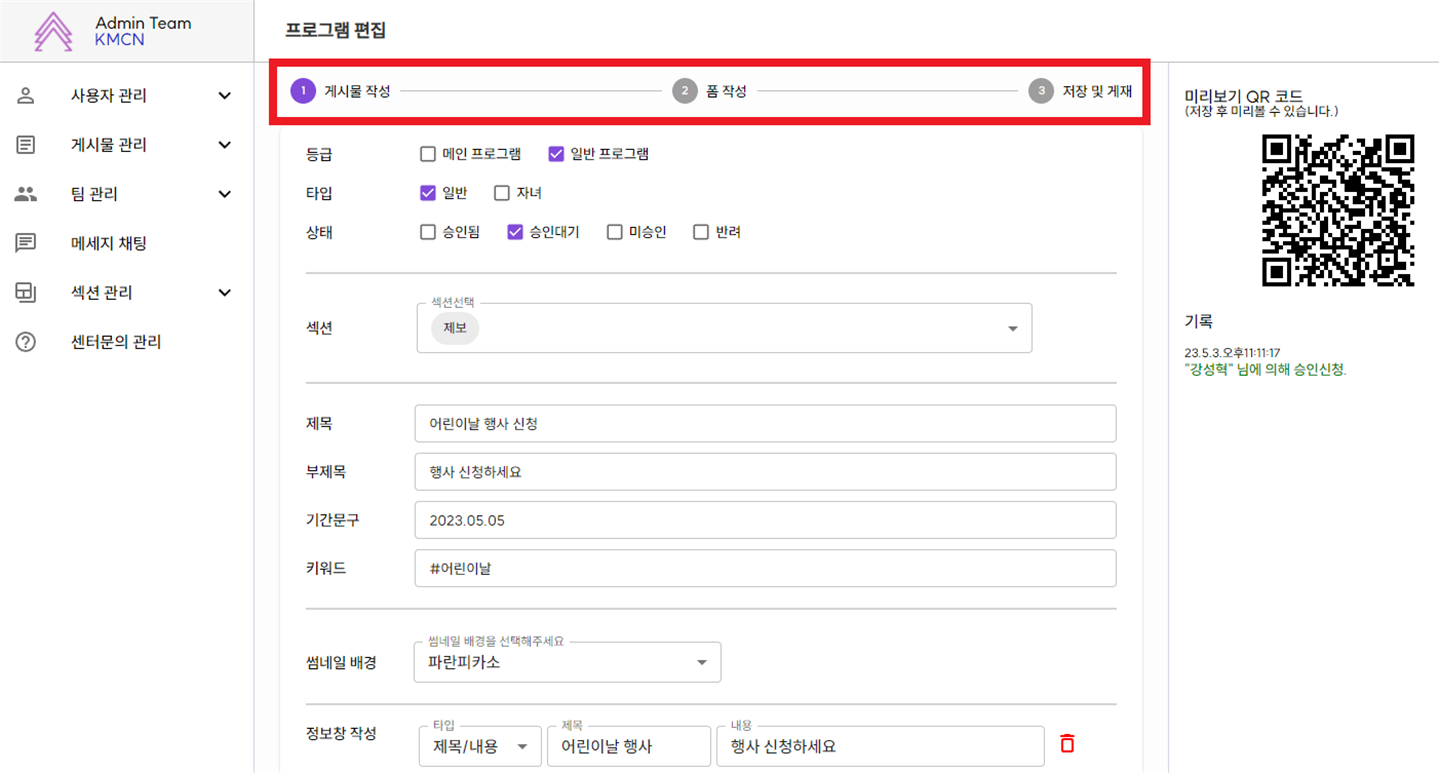 Admin Team
KMCN
사용자 관리
게시물 관리
팀 관리
메세지 채팅
섹션 관리
센터문의 관리
프로그램 편집
1 게시물 작성 2 폼 작성 3 저장 및 게재
등급 메인 프로그램 일반 프로그램
타입 일반 자녀
상태 승인됨 승인대기 미승인 반려
섹션선택
섹션 제보
제목 어린이날 행사 신청
부제목 행사 신청하세요
기간문구 2023.05.05
키워드 #어린이날
썸네일 배경을 선택해주세요
썸네일 배경 파란피카소
타입 제목 내용
정보창 작성 제목/내용 어린이날 행사 행사 신청하세요
미리보기 QR 코드
(저장 후 미리볼 수 있습니다.)
기록
23.5.3.오후11:11:17
"강성혁" 님에 의해 승인신청.